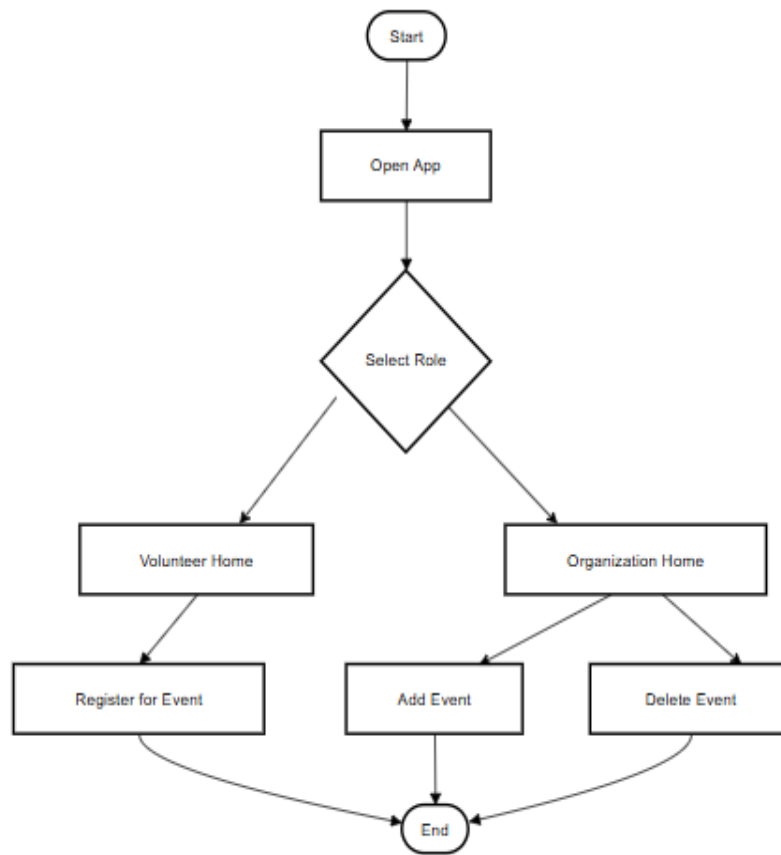 Start
Open App
Select Role
Volunteer Home
Organization Home
Register for Event
Add Event
Delete Event
End